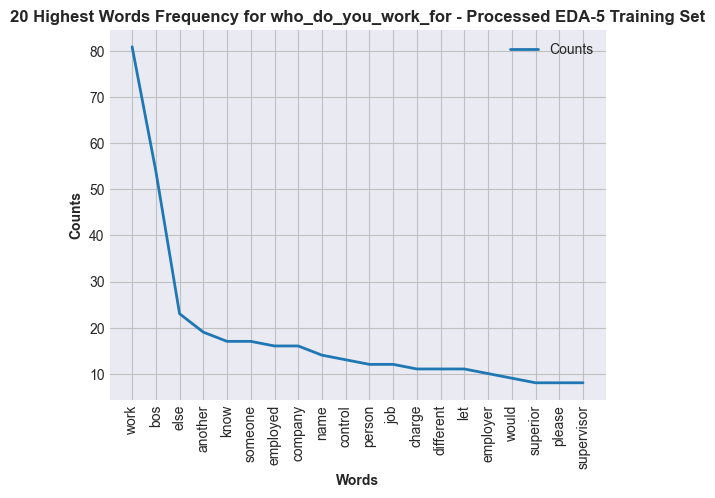 20 Highest Words Frequency for who_do_you_work_for - Processed EDA-5 Training Set
Counts
80
70
60
50
40
30
20
10
Counts
work
bos
else
another
know
someone
employed
company
name
control
person
job
charge
different
let
employer
would
superior
please
supervisor
Words